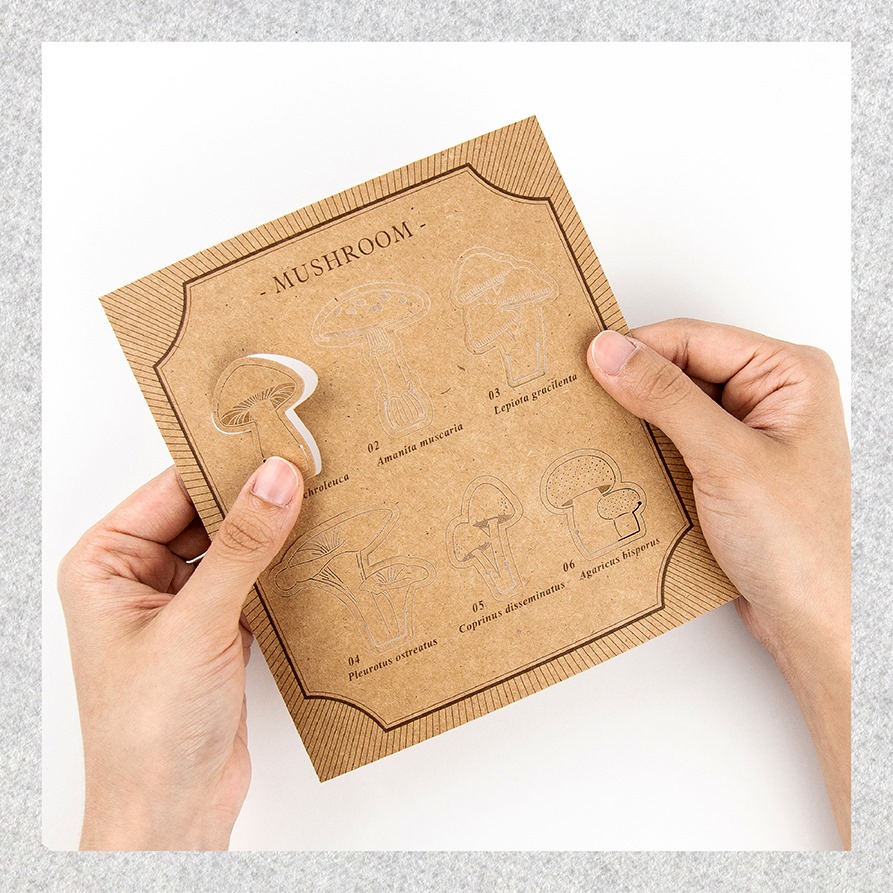 - MUSHROOM -
02
Amanita muscaria
03
Lepiota gracilenta
04
Pleurotus ostreatus
05
Coprinus disseminatus
06
Agaricus bisporus